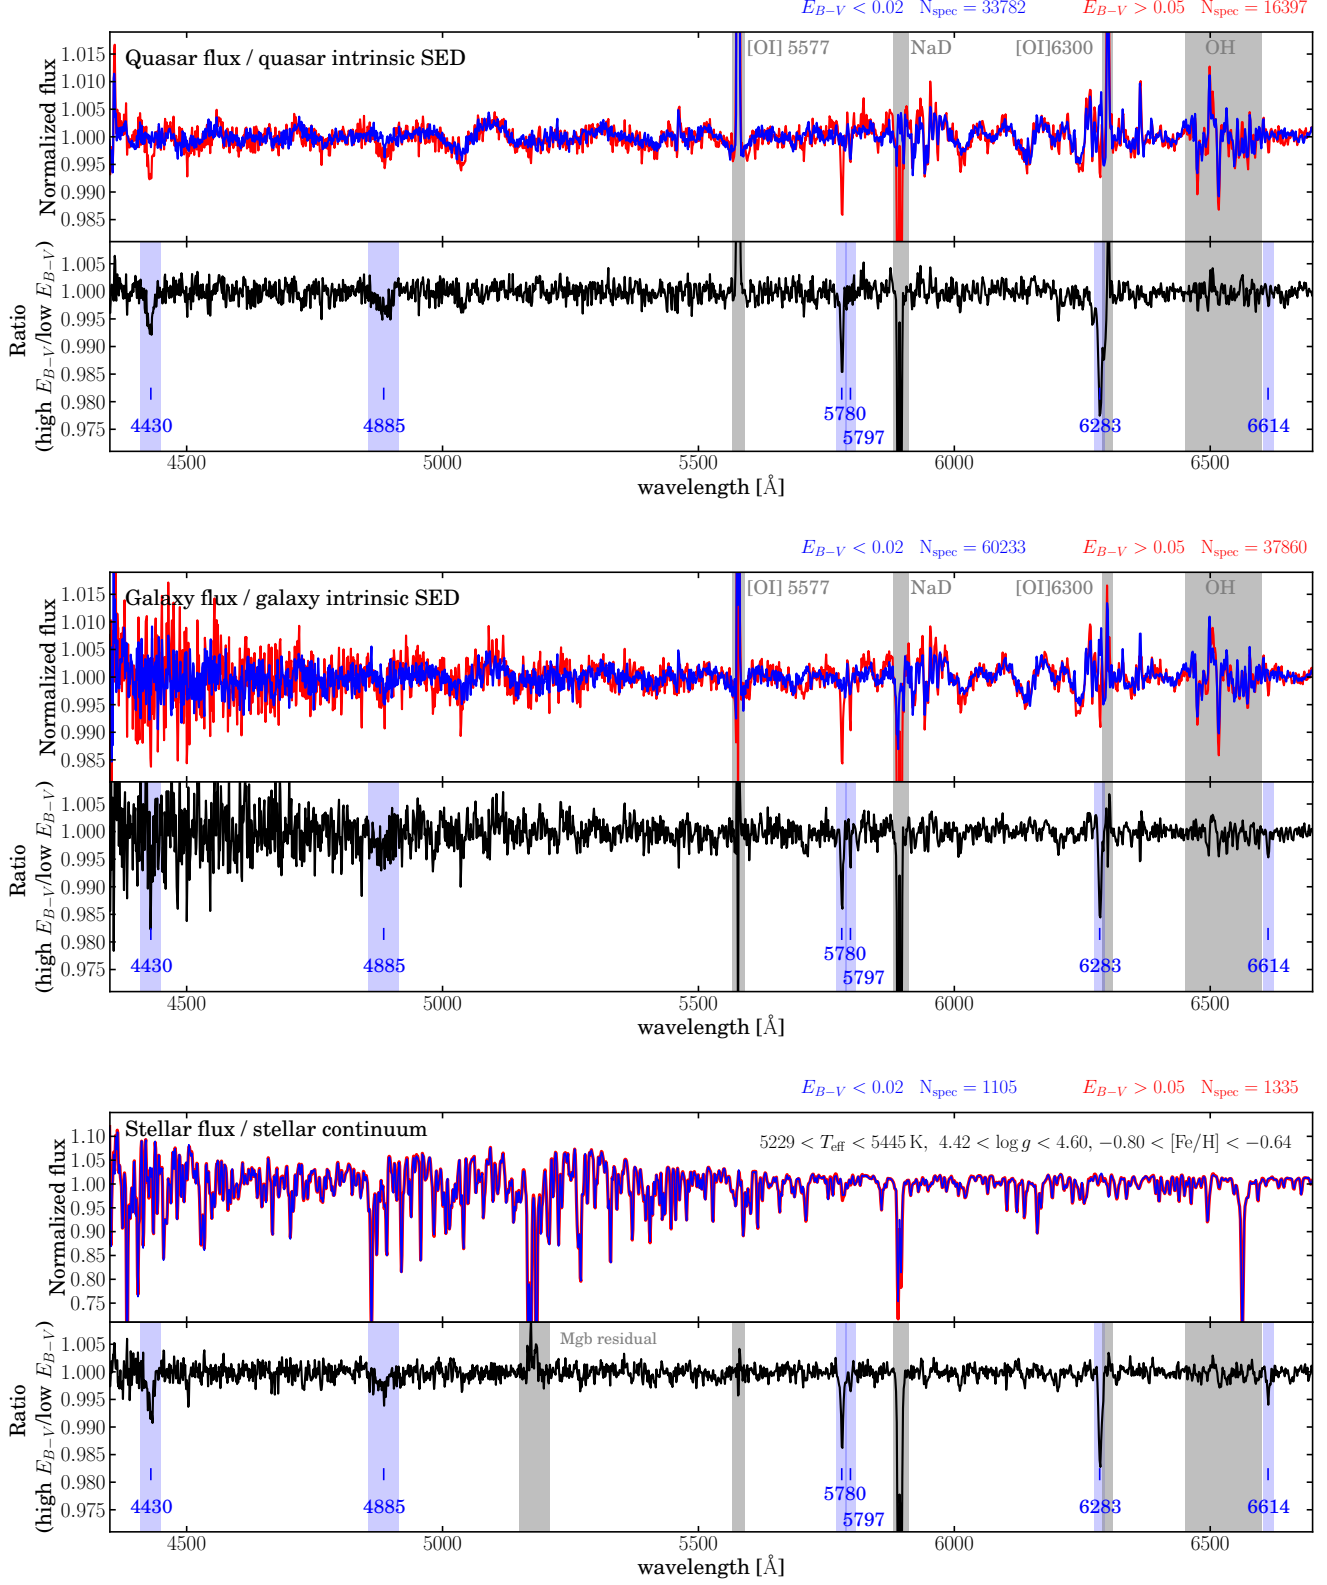 E_{B−V} < 0.02 N_spec = 33782 E_{B−V} > 0.05 N_spec = 16397
Quasar flux / quasar intrinsic SED
[OI] 5577 NaD [OI]6300 OH
Normalized flux
1.015
1.010
1.005
1.000
0.995
0.990
0.985
Ratio
(high E_{B−V}/low E_{B−V})
1.005
1.000
0.995
0.990
0.985
0.980
0.975
4430 4885 5780 5797 6283 6614
4500 5000 5500 6000 6500
wavelength [Å]
E_{B−V} < 0.02 N_spec = 60233 E_{B−V} > 0.05 N_spec = 37860
Galaxy flux / galaxy intrinsic SED
[OI] 5577 NaD [OI]6300 OH
Normalized flux
1.015
1.010
1.005
1.000
0.995
0.990
0.985
Ratio
(high E_{B−V}/low E_{B−V})
1.005
1.000
0.995
0.990
0.985
0.980
0.975
4430 4885 5780 5797 6283 6614
4500 5000 5500 6000 6500
wavelength [Å]
E_{B−V} < 0.02 N_spec = 1105 E_{B−V} > 0.05 N_spec = 1335
Stellar flux / stellar continuum
5229 < T_eff < 5445 K, 4.42 < log g < 4.60, −0.80 < [Fe/H] < −0.64
Normalized flux
1.10
1.05
1.00
0.95
0.90
0.85
0.80
0.75
Ratio
(high E_{B−V}/low E_{B−V})
Mgb residual
1.005
1.000
0.995
0.990
0.985
0.980
0.975
4430 4885 5780 5797 6283 6614
4500 5000 5500 6000 6500
wavelength [Å]